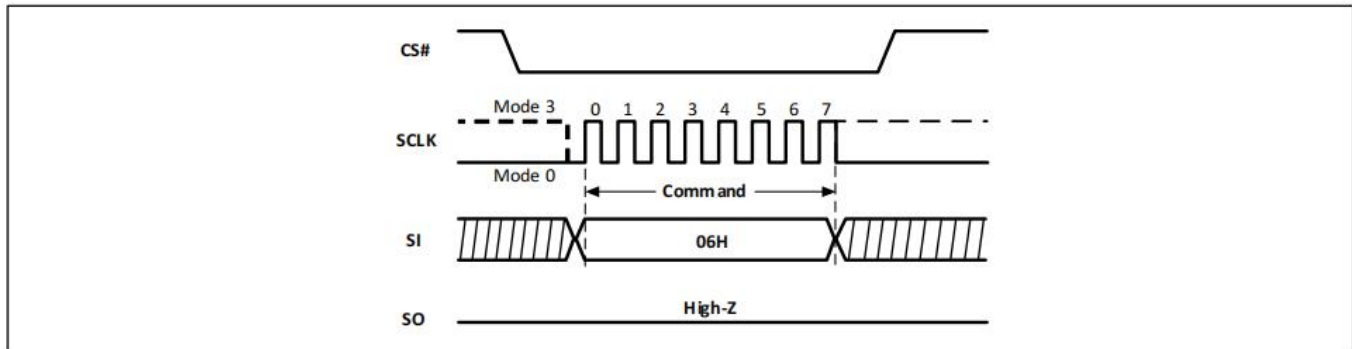 CS#
Mode 3
0 1 2 3 4 5 6 7
SCLK
Mode 0
Command
SI
06H
High-Z
SO